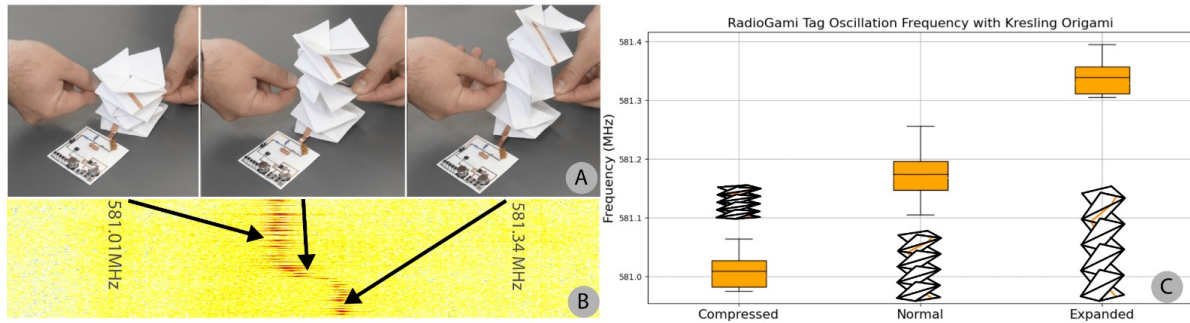 A
581.01MHz
581.34 MHz
B
RadioGami Tag Oscillation Frequency with Kresling Origami
Frequency (MHz)
581.4
581.3
581.2
581.1
581.0
Compressed
Normal
Expanded
C